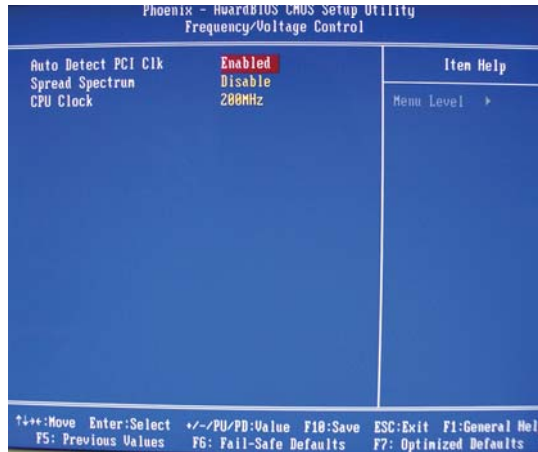 Phoenix - AwardBIOS CMOS Setup Utility
Frequency/Voltage Control
Auto Detect PCI Clk Enabled
Spread Spectrum Disable
CPU Clock 200MHz
Item Help
Menu Level ▸
↑↓→←:Move Enter:Select +/-/PU/PD:Value F10:Save ESC:Exit F1:General Hel
F5: Previous Values F6: Fail-Safe Defaults F7: Optimized Defaults